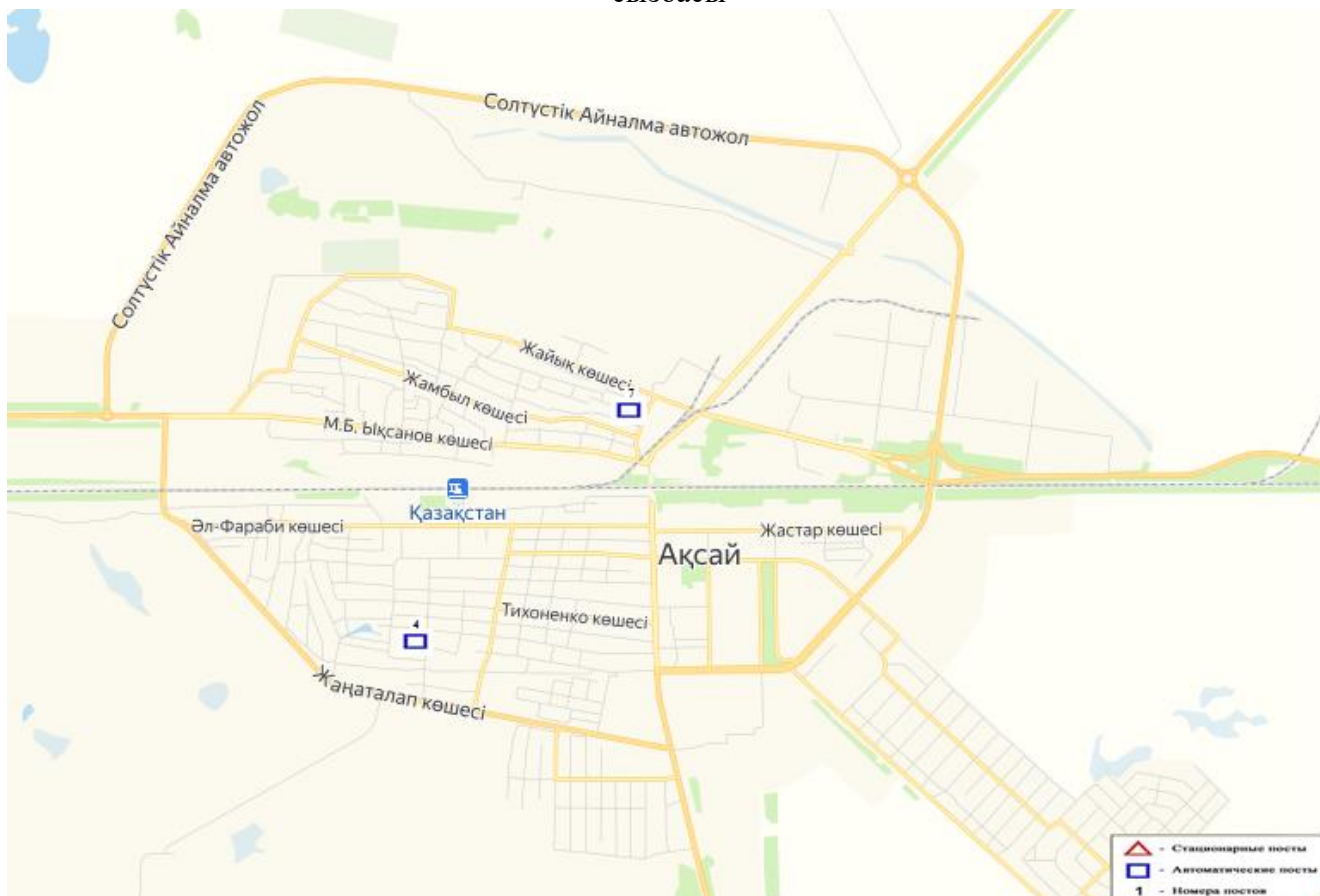 Солтүстік Айналма автожол
Солтүстік Айналма автожол
Жайық көшесі
Жамбыл көшесі
М.Б. Ықсанов көшесі
Қазақстан
Әл-Фараби көшесі
Жастар көшесі
Ақсай
Тихоненко көшесі
4
Жаңаталап көшесі
- Стационарные посты
- Автоматические посты
1 - Номера постов